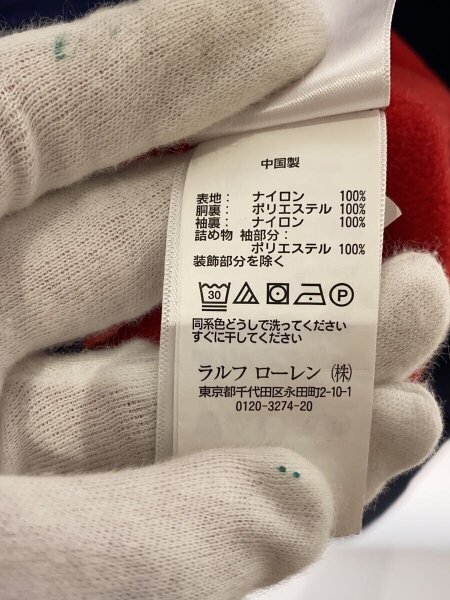 中国製
表地： ナイロン 100%
胴裏： ポリエステル 100%
袖裏： ナイロン 100%
詰め物 袖部分：
ポリエステル 100%
装飾部分を除く
30 P
同系色どうしで洗ってください
すぐに干してください
ラルフ ローレン（株）
東京都千代田区永田町2-10-1
0120-3274-20